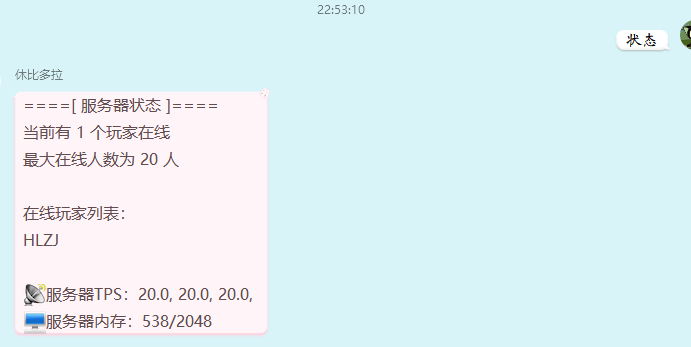 22:53:10
状态
休比多拉
====[ 服务器状态 ]====
当前有 1 个玩家在线
最大在线人数为 20 人
在线玩家列表：
HLZJ
服务器TPS：20.0, 20.0, 20.0,
服务器内存：538/2048